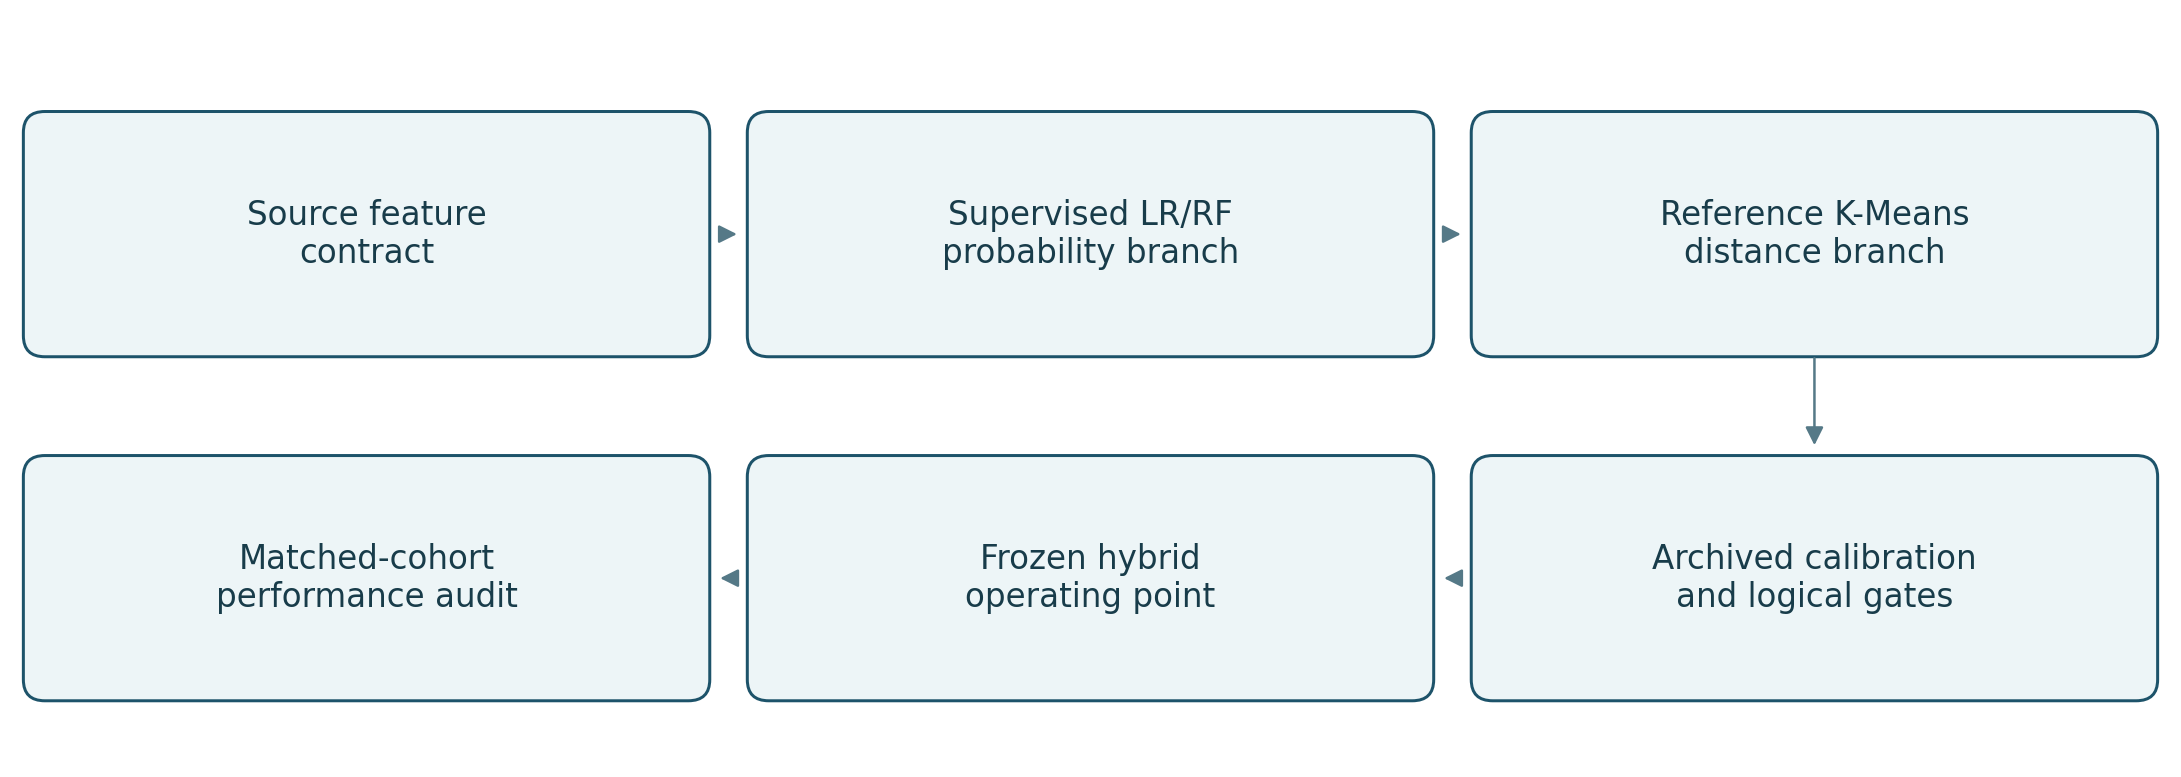 Source feature
contract
Supervised LR/RF
probability branch
Reference K-Means
distance branch
Matched-cohort
performance audit
Frozen hybrid
operating point
Archived calibration
and logical gates